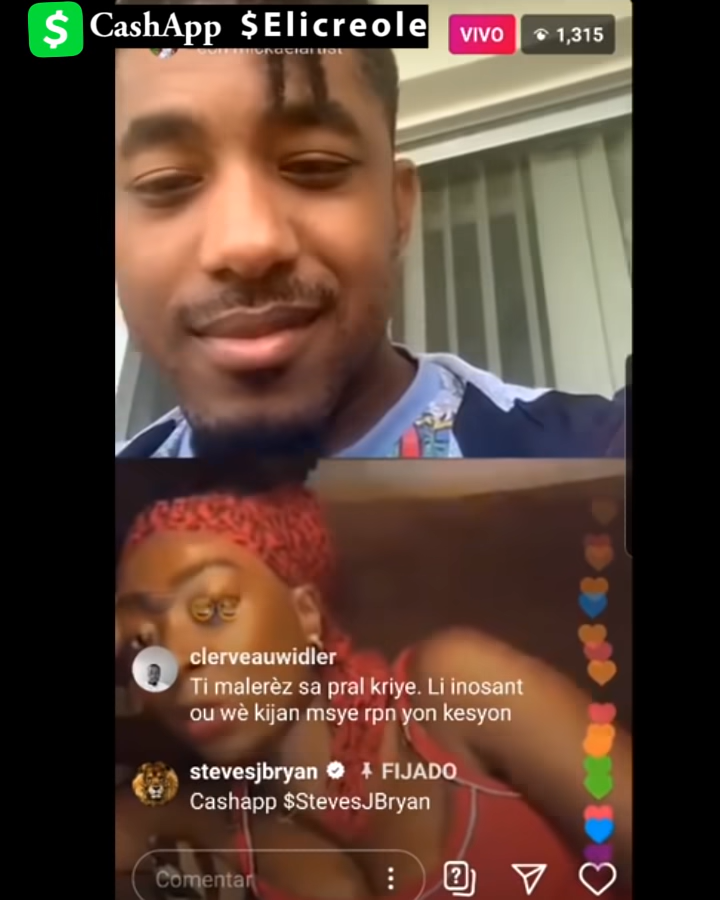 CashApp $Elicreole
VIVO
1,315
clerveauwidler
Ti malerèz sa pral kriye. Li inosant
ou wè kijan msye rpn yon kesyon
stevesjbryan FIJADO
Cashapp $StevesJBryan
Comentar